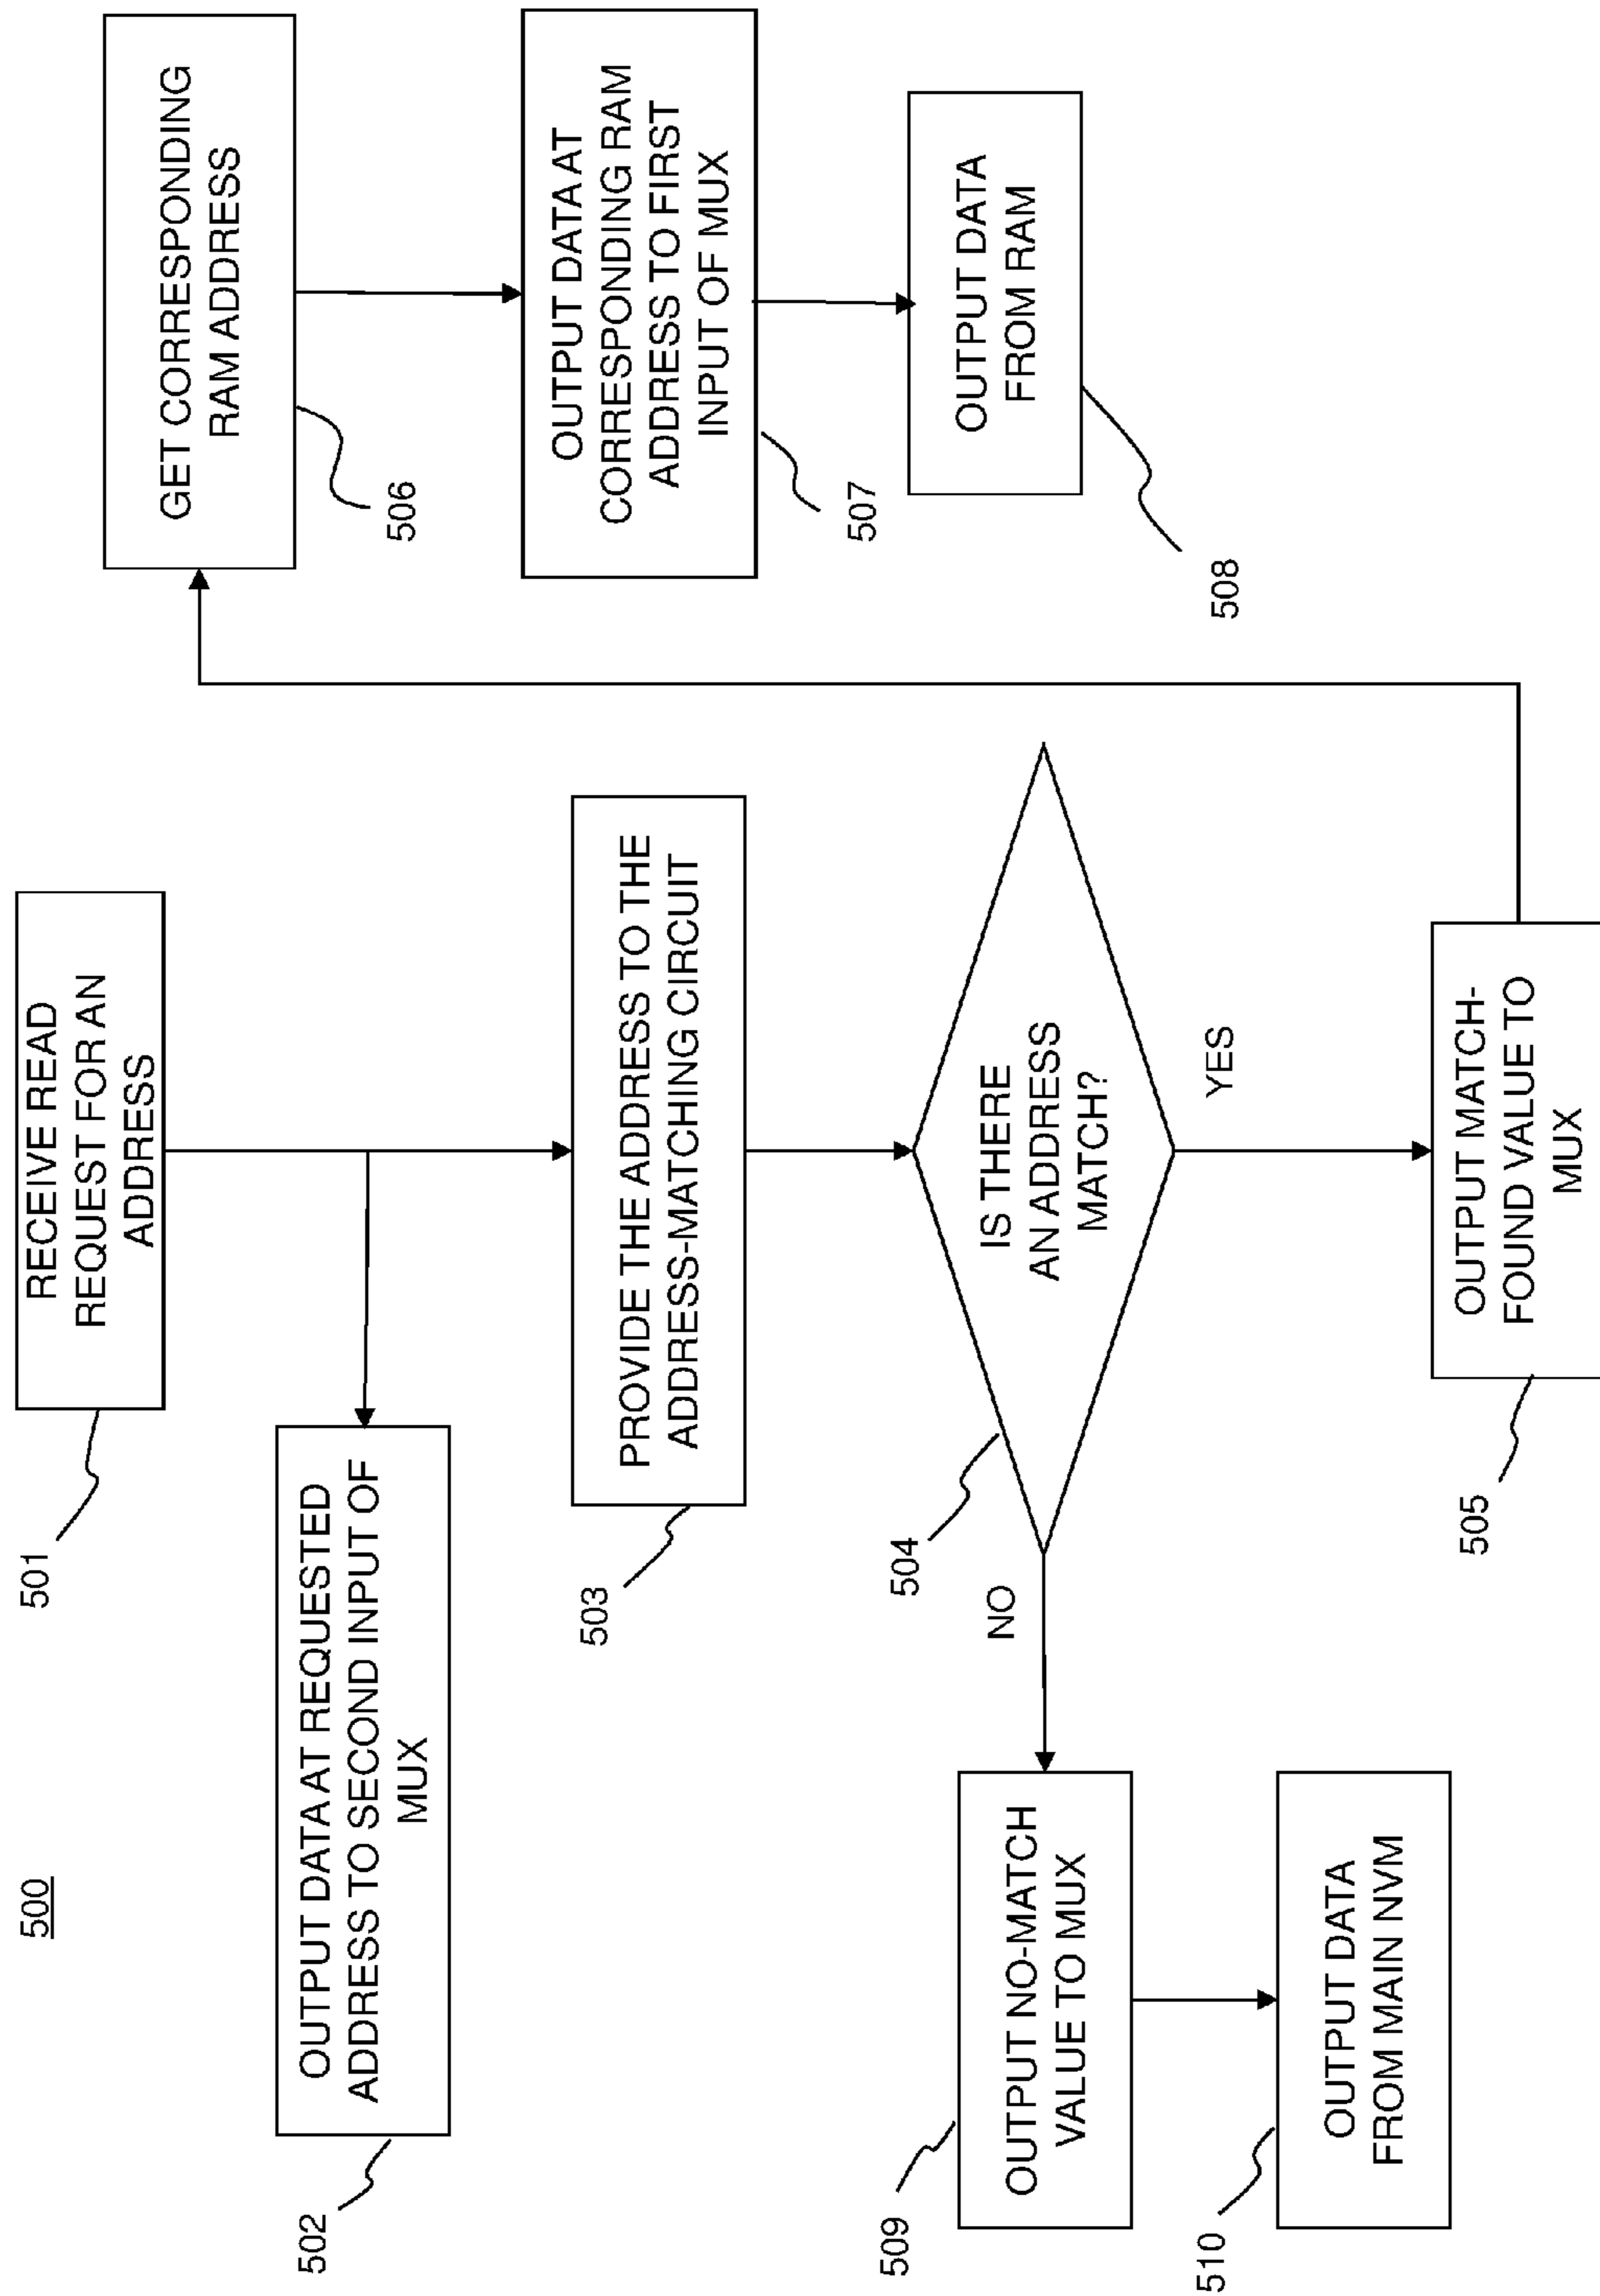 500
501
RECEIVE READ
REQUEST FOR AN
ADDRESS
502
OUTPUT DATA AT REQUESTED
ADDRESS TO SECOND INPUT OF
MUX
503
PROVIDE THE ADDRESS TO THE
ADDRESS-MATCHING CIRCUIT
504
IS THERE
AN ADDRESS
MATCH?
NO
YES
505
OUTPUT MATCH-
FOUND VALUE TO
MUX
506
GET CORRESPONDING
RAM ADDRESS
507
OUTPUT DATA AT
CORRESPONDING RAM
ADDRESS TO FIRST
INPUT OF MUX
508
OUTPUT DATA
FROM RAM
509
OUTPUT NO-MATCH
VALUE TO MUX
510
OUTPUT DATA
FROM MAIN NVM